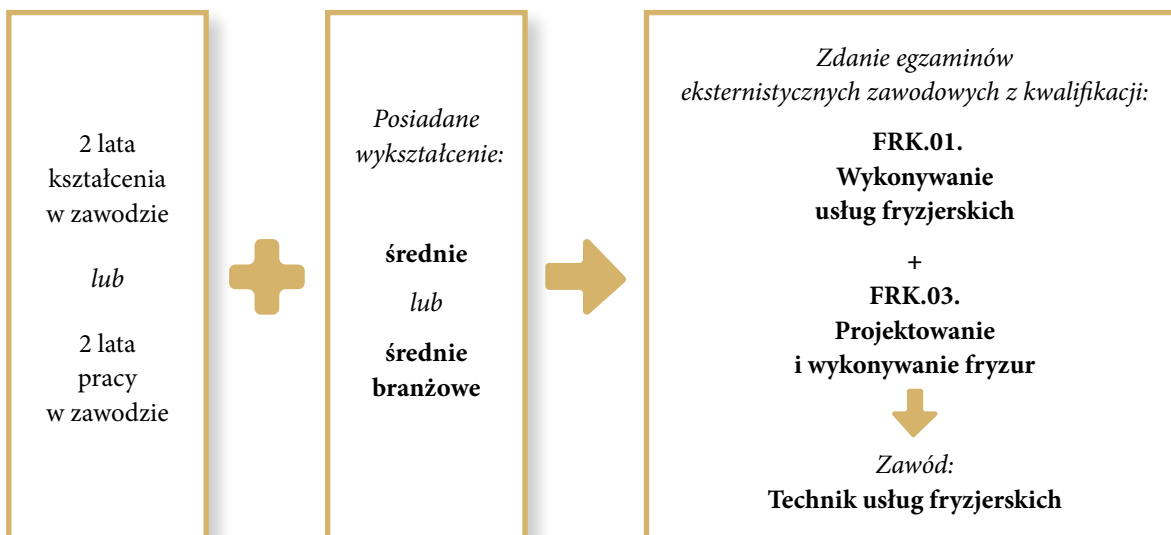 2 lata
kształcenia
w zawodzie
lub
2 lata
pracy
w zawodzie
Posiadane
wykształcenie:
średnie
lub
średnie
branżowe
Zdanie egzaminów
eksternistycznych zawodowych z kwalifikacji:
FRK.01.
Wykonywanie
usług fryzjerskich
+
FRK.03.
Projektowanie
i wykonywanie fryzur
Zawód:
Technik usług fryzjerskich